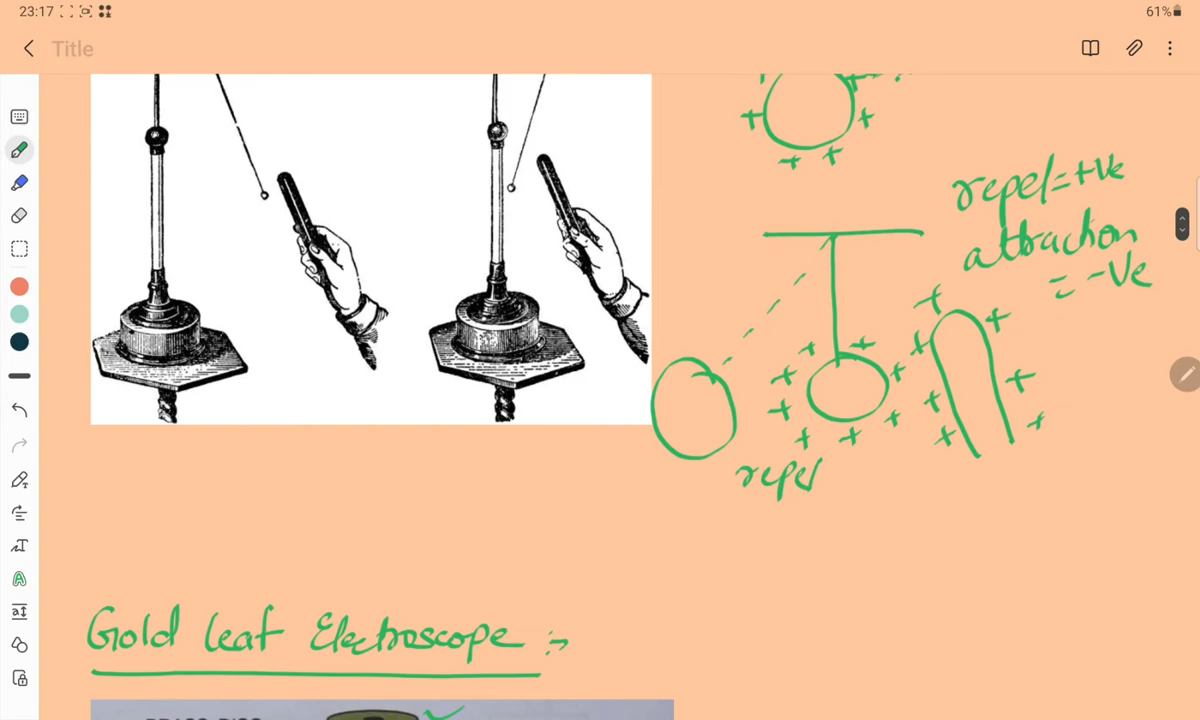 23:17
61%
Title
repel=+ve
attraction
= -ve
repel
Gold leaf Electroscope :-